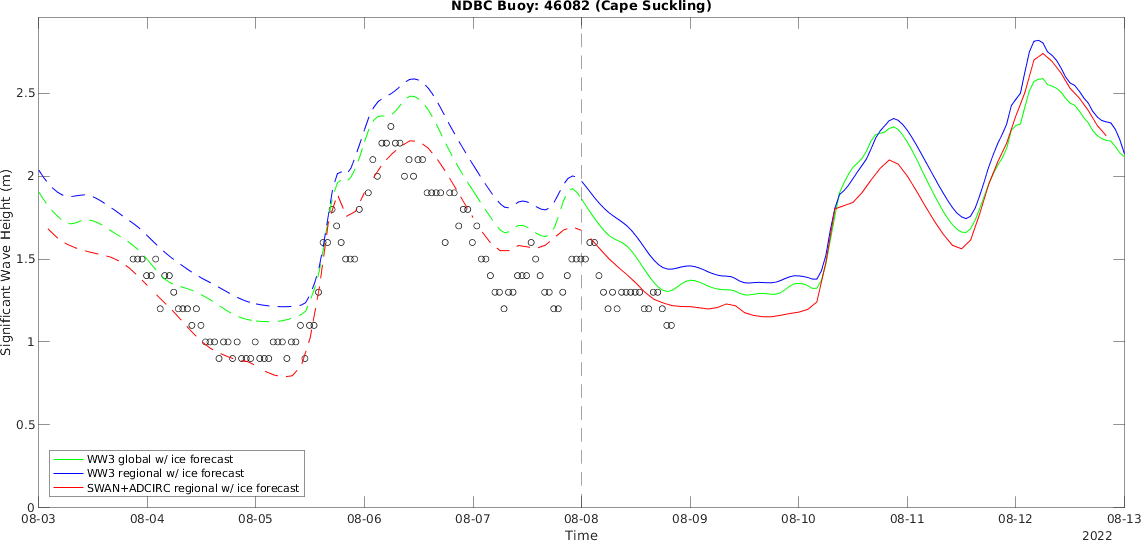 NDBC Buoy: 46082 (Cape Suckling)
Significant Wave Height (m)
2.5
2
1.5
1
0.5
0
WW3 global w/ ice forecast
WW3 regional w/ ice forecast
SWAN+ADCIRC regional w/ ice forecast
08-03 08-04 08-05 08-06 08-07 08-08 08-09 08-10 08-11 08-12 08-13
Time
2022